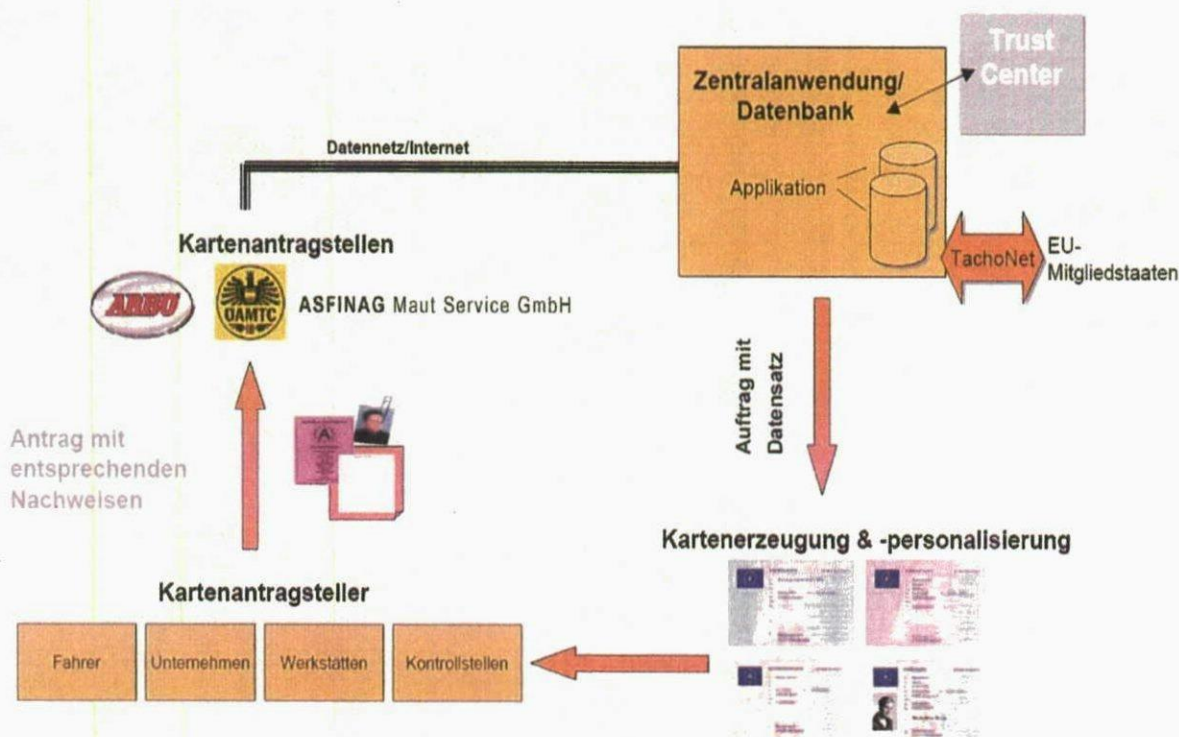 Trust
Center
Zentralanwendung/
Datenbank
Datennetz/Internet
Applikation
Kartenantragstellen
TachoNet
EU-
Mitgliedstaaten
ARBÖ
ÖAMTC
ASFINAG Maut Service GmbH
Auftrag mit
Datensatz
Antrag mit
entsprechenden
Nachweisen
Kartenerzeugung & -personalisierung
Kartenantragsteller
Fahrer
Unternehmen
Werkstätten
Kontrollstellen